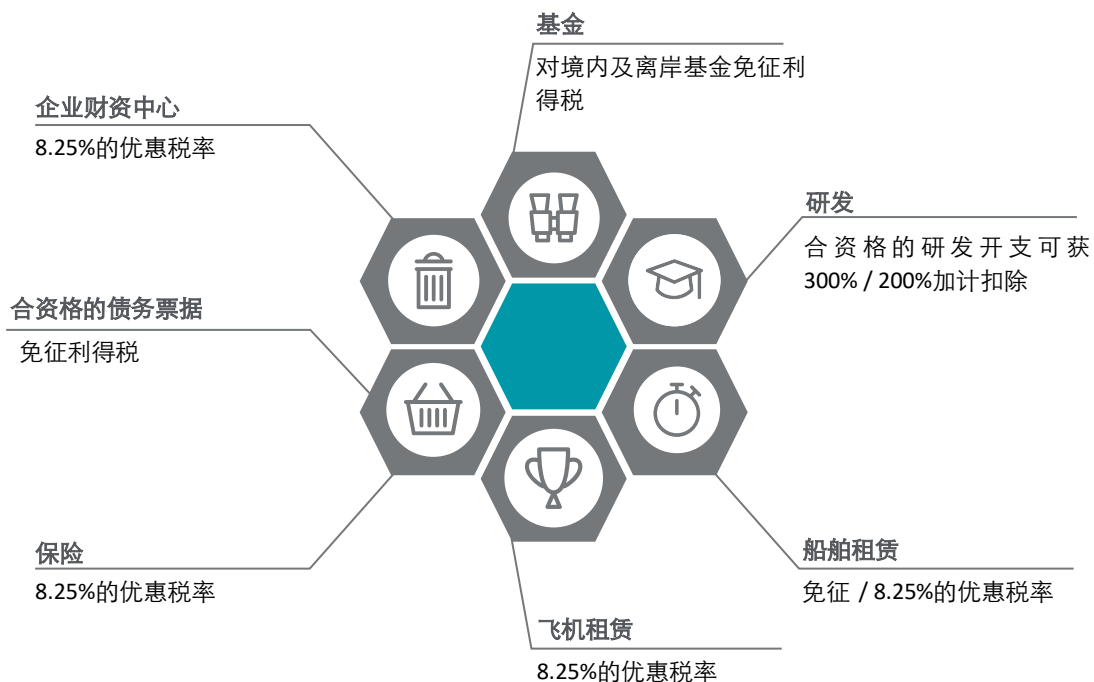 基金
对境内及离岸基金免征利
得税
企业财资中心
8.25%的优惠税率
研发
合资格的研发开支可获
300% / 200%加计扣除
合资格的债务票据
免征利得税
保险
8.25%的优惠税率
船舶租赁
免征 / 8.25%的优惠税率
飞机租赁
8.25%的优惠税率